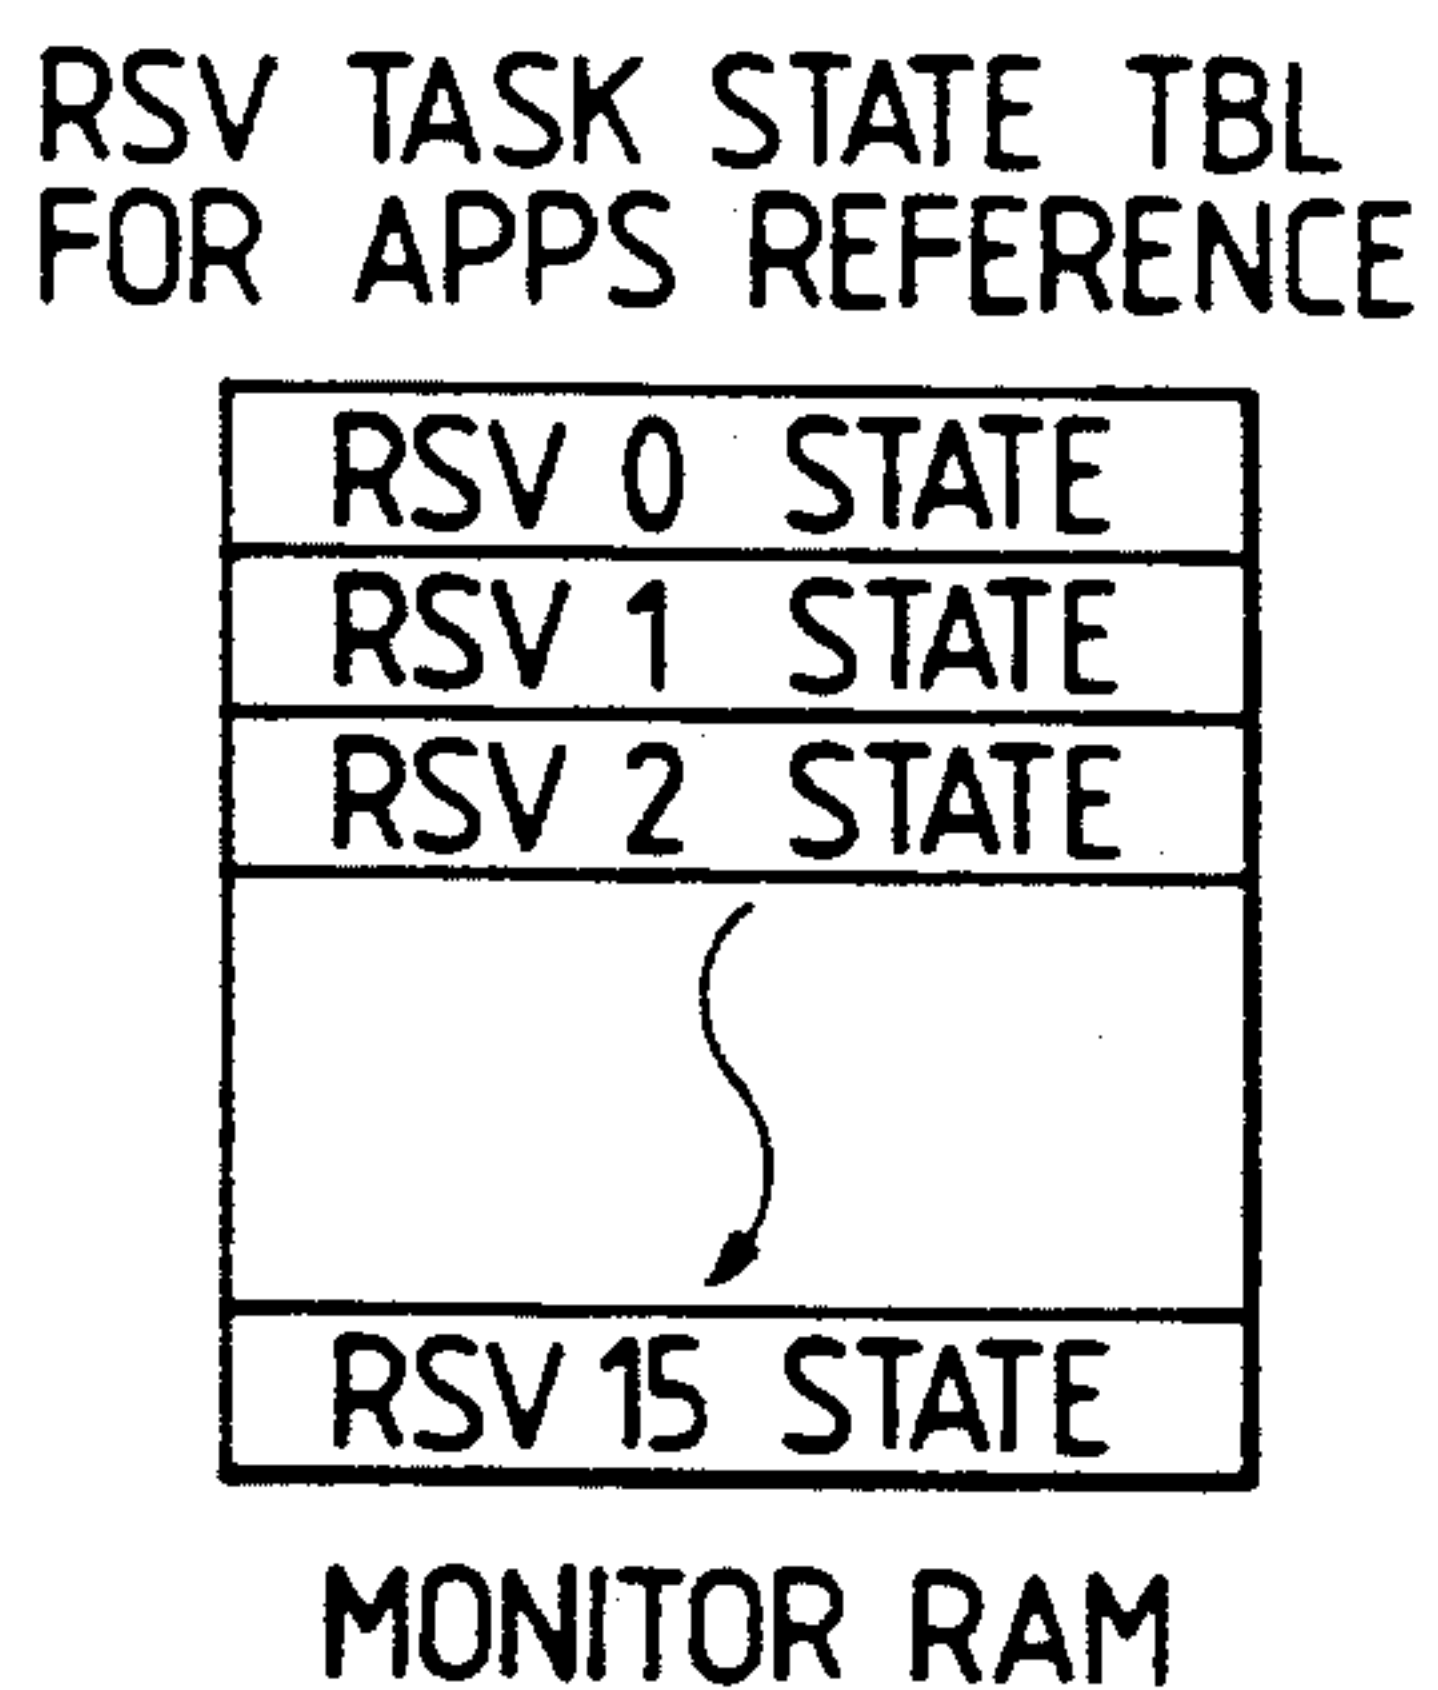 RSV TASK STATE TBL
FOR APPS REFERENCE
RSV 0 STATE
RSV 1 STATE
RSV 2 STATE
RSV 15 STATE
MONITOR RAM